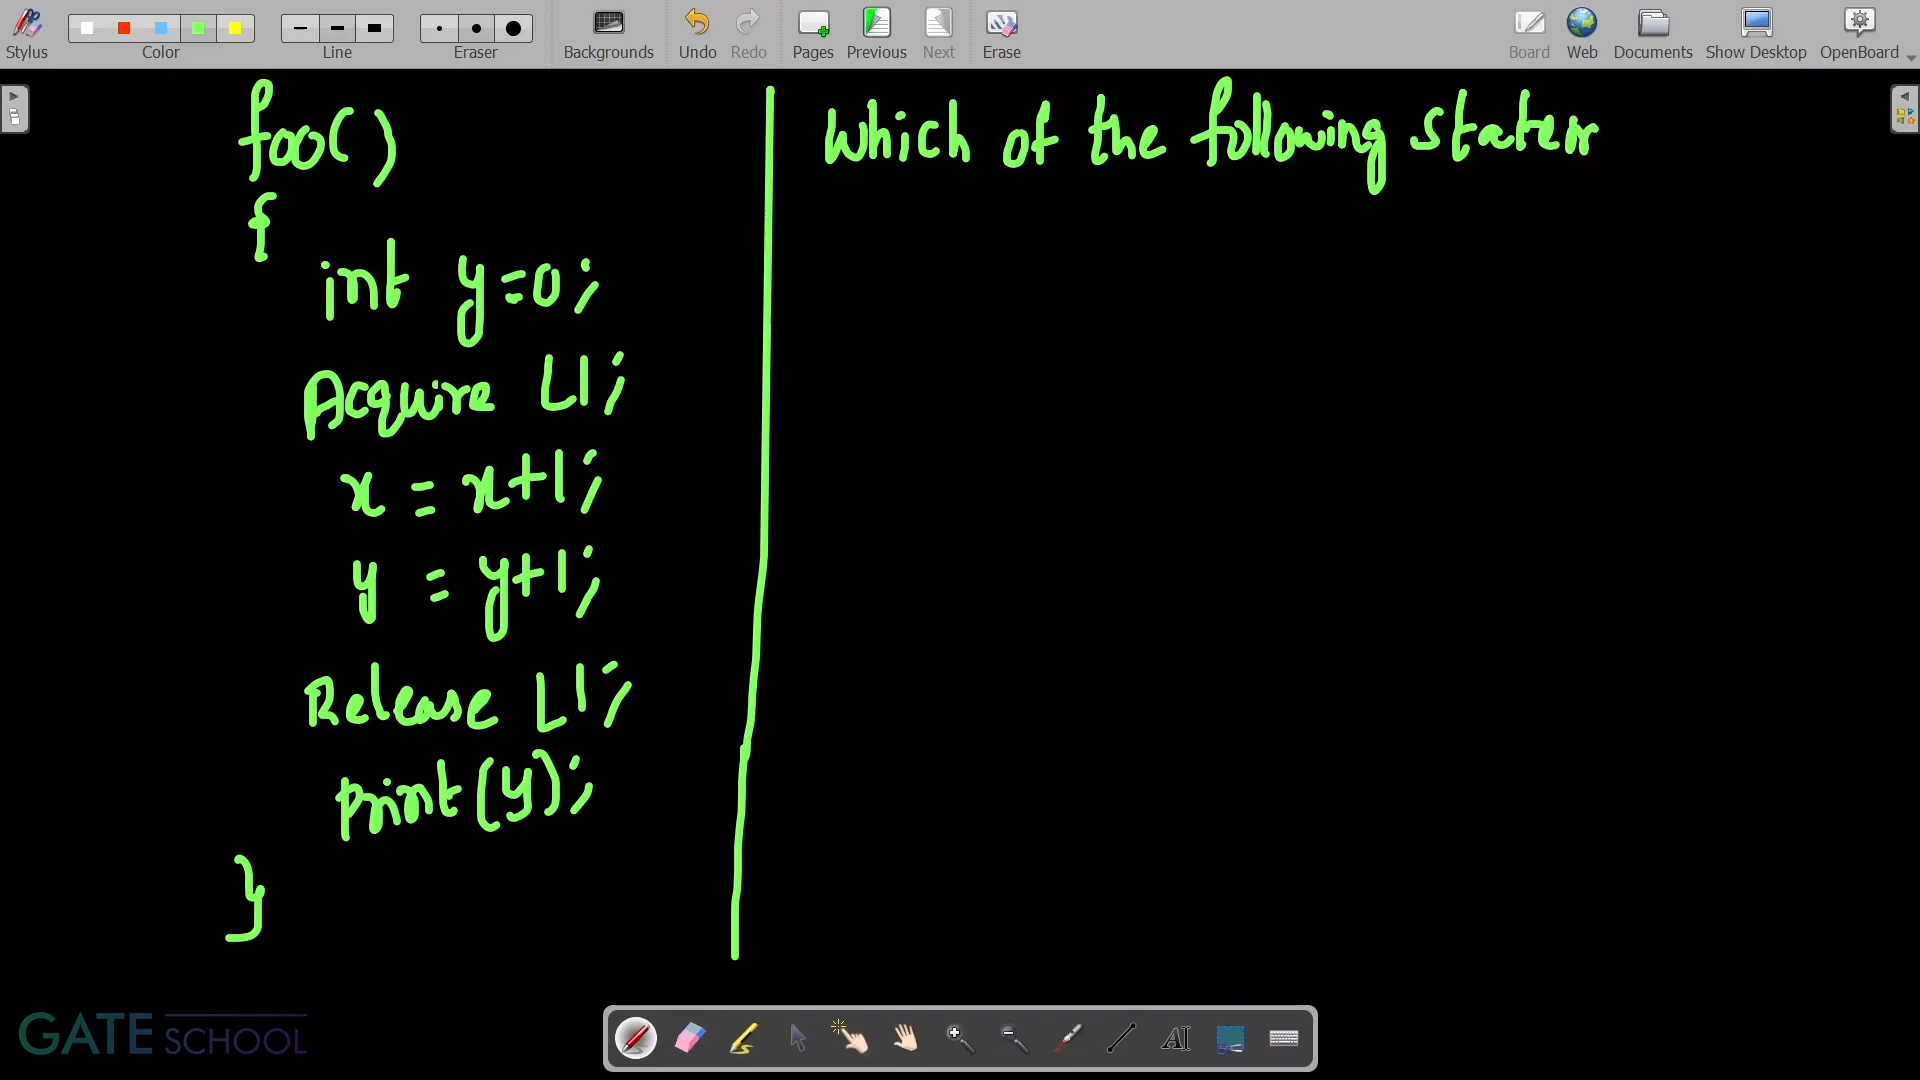 Stylus
Color
Line
Eraser
Backgrounds
Undo
Redo
Pages
Previous
Next
Erase
Board
Web
Documents
Show Desktop
OpenBoard
foo()
{
int y=0;
Acquire L1;
x = x+1;
y = y+1;
Release L1;
print(y);
}
Which of the following
AI
GATE SCHOOL